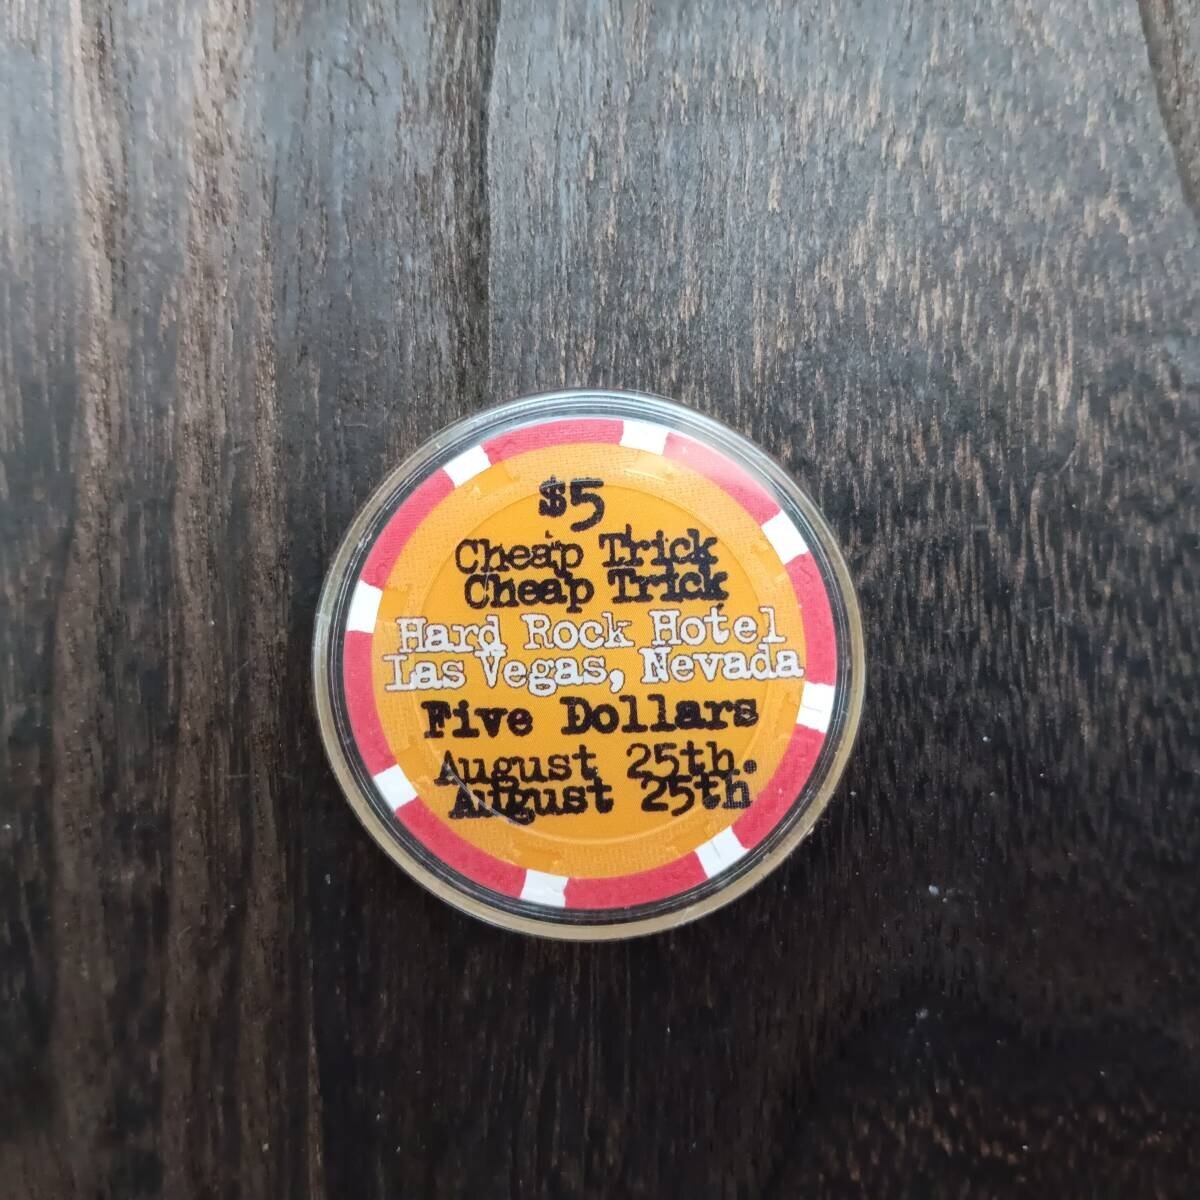 $5
Cheap Trick
Cheap Trick
Hard Rock Hotel
Las Vegas, Nevada
Five Dollars
August 25th.
August 25th